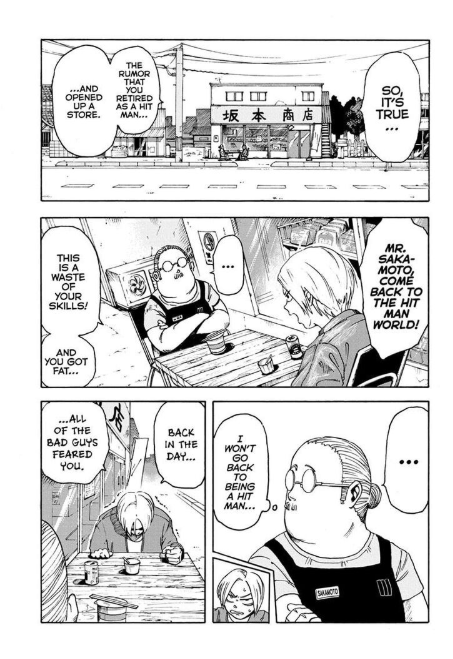 SO,
IT'S
TRUE
...
THE
RUMOR
THAT
YOU
RETIRED
AS A HIT
MAN...
...AND
OPENED
UP A
STORE.
坂本商店
MR.
SAKA-
MOTO,
COME
BACK TO
THE HIT
MAN
WORLD!
...
THIS
IS A
WASTE
OF
YOUR
SKILLS!
AND
YOU GOT
FAT...
...
I
WON'T
GO
BACK
TO
BEING
A HIT
MAN...
SAKAMOTO
BACK
IN THE
DAY...
...ALL
OF THE
BAD GUYS
FEARED
YOU.